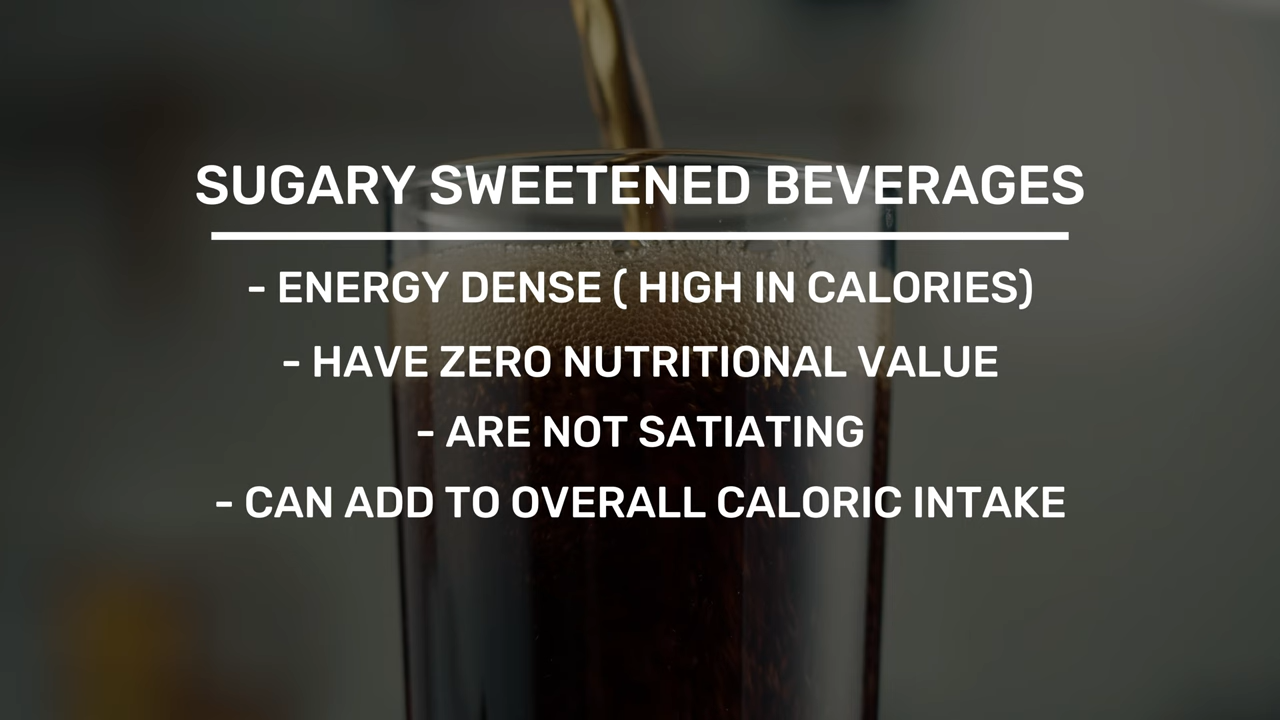 SUGARY SWEETENED BEVERAGES
- ENERGY DENSE ( HIGH IN CALORIES)
- HAVE ZERO NUTRITIONAL VALUE
- ARE NOT SATIATING
- CAN ADD TO OVERALL CALORIC INTAKE